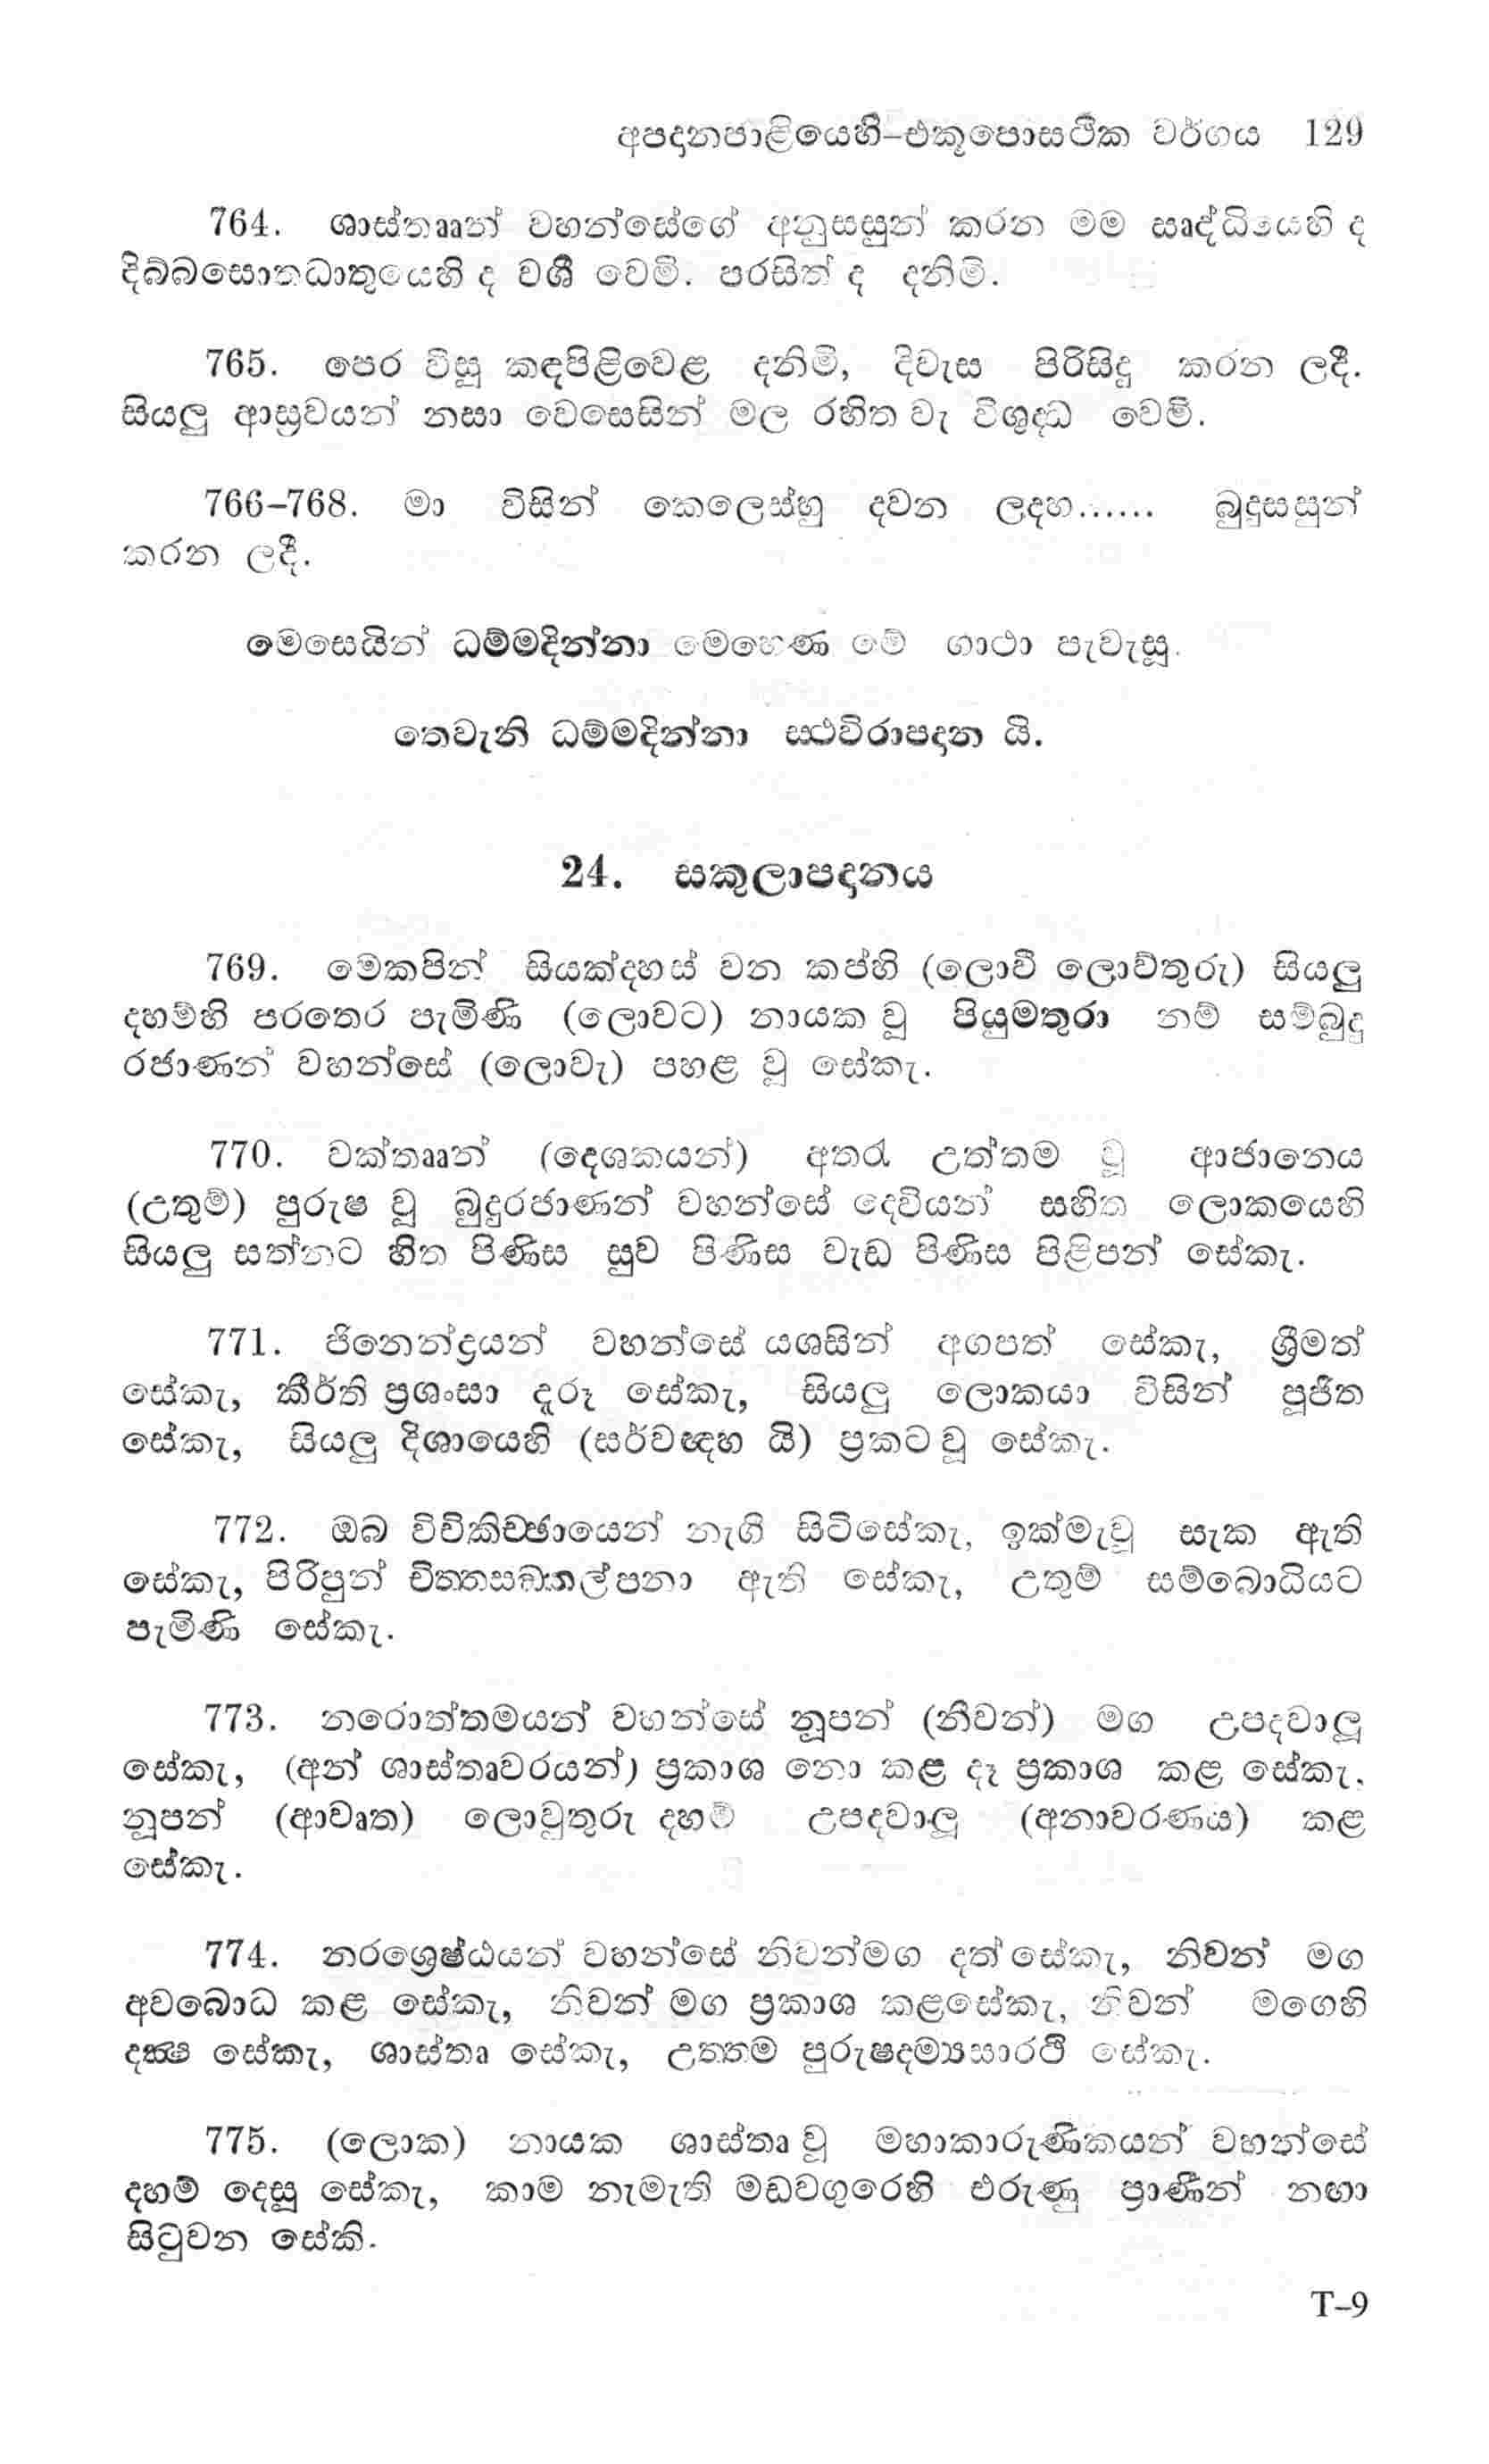 අපදානපාළියෙහි–එකූපොසථික වර්ගය 129
764. ශාස්තෲන් වහන්සේගේ අනුසසුන් කරන මම ඍද්ධියෙහි ද
දිබ්බසොතධාතුයෙහි ද වශී වෙමි. පරසිත් ද දනිමි.
765. පෙර විසූ කඳපිළිවෙළ දනිමි, දිවැස පිරිසිදු කරන ලදී.
සියලු ආස්‍රවයන් නසා වෙසෙසින් මල රහිත වැ විශුද්ධ වෙමි.
766–768. මා විසින් කෙලෙස්හු දවන ලදහ...... බුදුසසුන්
කරන ලදී.
මෙසෙයින් ධම්මදින්නා මෙහෙණ මේ ගාථා පැවැසූ.
තෙවැනි ධම්මදින්නා ස්ථවිරාපදාන යි.
24. සකුලාපදානය
769. මෙකපින් සියක්දහස් වන කප්හි (ලොවි ලොව්තුරු) සියලු
දහම්හි පරතෙර පැමිණි (ලොවට) නායක වූ පියුමතුරා නම් සම්බුදු
රජාණන් වහන්සේ (ලොවැ) පහළ වූ සේකැ.
770. වක්තෲන් (දෙශකයන්) අතරැ උත්තම වූ ආජානෙය
(උතුම්) පුරුෂ වූ බුදුරජාණන් වහන්සේ දෙවියන් සහිත ලොකයෙහි
සියලු සත්නට හිත පිණිස සුව පිණිස වැඩ පිණිස පිළිපන් සේකැ.
771. ජිනෙන්ද්‍රයන් වහන්සේ යශසින් අගපත් සේකැ, ශ්‍රීමත්
සේකැ, කීර්ති ප්‍රශංසා දැරූ සේකැ, සියලු ලොකයා විසින් පූජිත
සේකැ, සියලු දිශායෙහි (සර්වඥහ යි) ප්‍රකට වූ සේකැ.
772. ඔබ විචිකිච්ඡායෙන් නැගී සිටිසේකැ, ඉක්මැවූ සැක ඇති
සේකැ, පිරිපුන් චිත්තසඞ්කල්පනා ඇති සේකැ, උතුම් සම්බොධියට
පැමිණි සේකැ.
773. නරොත්තමයන් වහන්සේ නූපන් (නිවන්) මග උපදවාලූ
සේකැ, (අන් ශාස්තෘවරයන්) ප්‍රකාශ නො කළ දෑ ප්‍රකාශ කළ සේකැ,
නූපන් (ආවෘත) ලොවුතුරු දහම් උපදවාලූ (අනාවරණය) කළ
සේකැ.
774. නරශ්‍රෙෂ්ඨයන් වහන්සේ නිවන්මග දත් සේකැ, නිවන් මග
අවබොධ කළ සේකැ, නිවන් මග ප්‍රකාශ කළසේකැ, නිවන් මගෙහි
දක්‍ෂ සේකැ, ශාස්තෘ සේකැ, උත්තම පුරුෂදම්‍යසාරථි සේකැ.
775. (ලොක) නායක ශාස්තෘ වූ මහාකාරුණිකයන් වහන්සේ
දහම් දෙසූ සේකැ, කාම නැමැති මඩවගුරෙහි එරුණු ප්‍රාණීන් නඟා
සිටුවන සේකි.
T–9